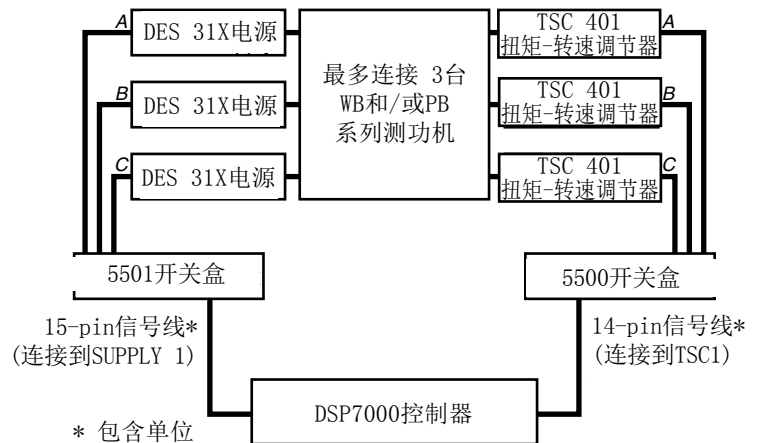 A
DES 31X电源
B
DES 31X电源
C
DES 31X电源
最多连接 3台
WB和/或PB
系列测功机
TSC 401
扭矩-转速调节器
A
TSC 401
扭矩-转速调节器
B
TSC 401
扭矩-转速调节器
C
5501开关盒
5500开关盒
15-pin信号线*
(连接到SUPPLY 1)
14-pin信号线*
(连接到TSC1)
DSP7000控制器
* 包含单位